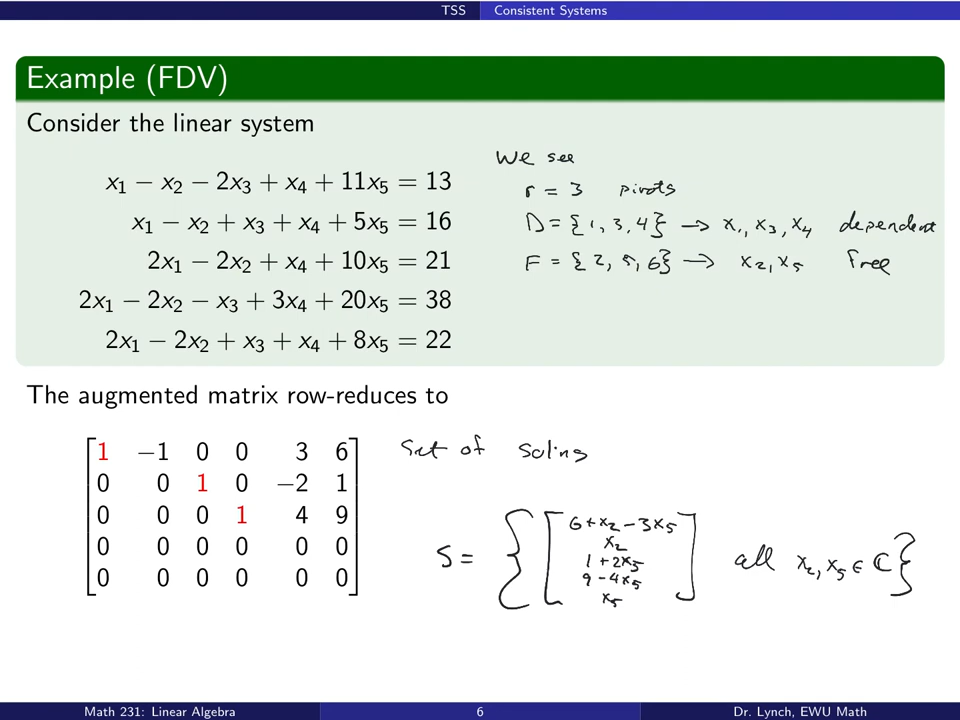 TSS Consistent Systems
Example (FDV)
Consider the linear system
x₁ − x₂ − 2x₃ + x₄ + 11x₅ = 13
x₁ − x₂ + x₃ + x₄ + 5x₅ = 16
2x₁ − 2x₂ + x₄ + 10x₅ = 21
2x₁ − 2x₂ − x₃ + 3x₄ + 20x₅ = 38
2x₁ − 2x₂ + x₃ + x₄ + 8x₅ = 22
We see
r = 3 pivots
D = {1, 3, 4} → x₁, x₃, x₄ dependent
F = {2, 5, 6} → x₂, x₅ free
The augmented matrix row-reduces to
1 −1 0 0 3 6
0 0 1 0 −2 1
0 0 0 1 4 9
0 0 0 0 0 0
0 0 0 0 0 0
Set of solins
6 + x₂ − 3x₅
x₂
S = { [ 1 + 2x₅ ] all x₂, x₅ ∈ ℂ }
9 − 4x₅
x₅
Math 231: Linear Algebra 6 Dr. Lynch, EWU Math